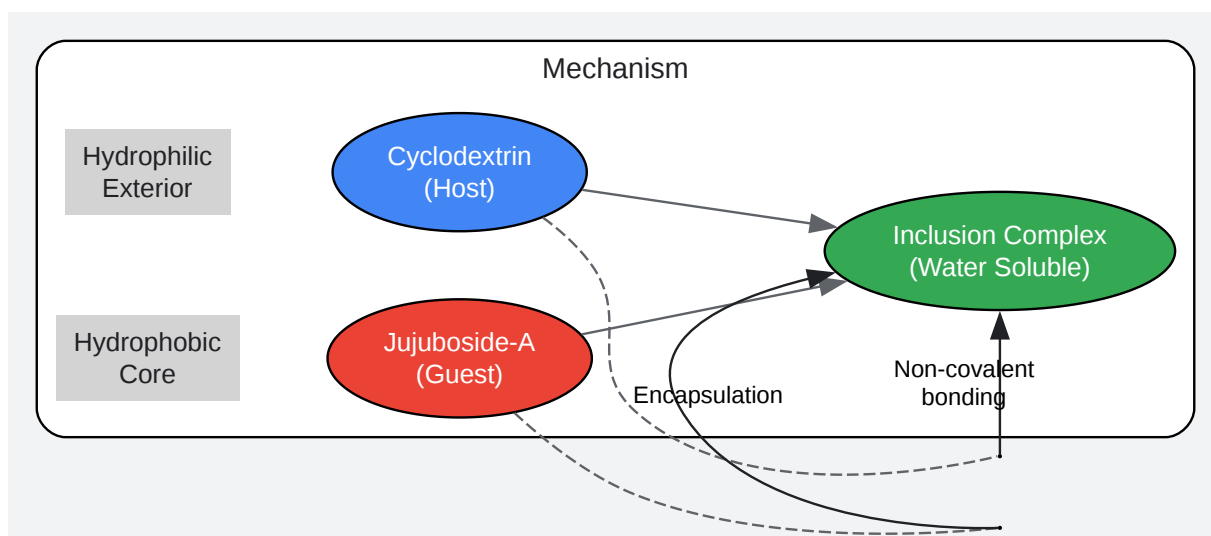 Mechanism
Hydrophilic
Exterior
Cyclodextrin
(Host)
Inclusion Complex
(Water Soluble)
Hydrophobic
Core
Jujuboside-A
(Guest)
Encapsulation
Non-covalent
bonding